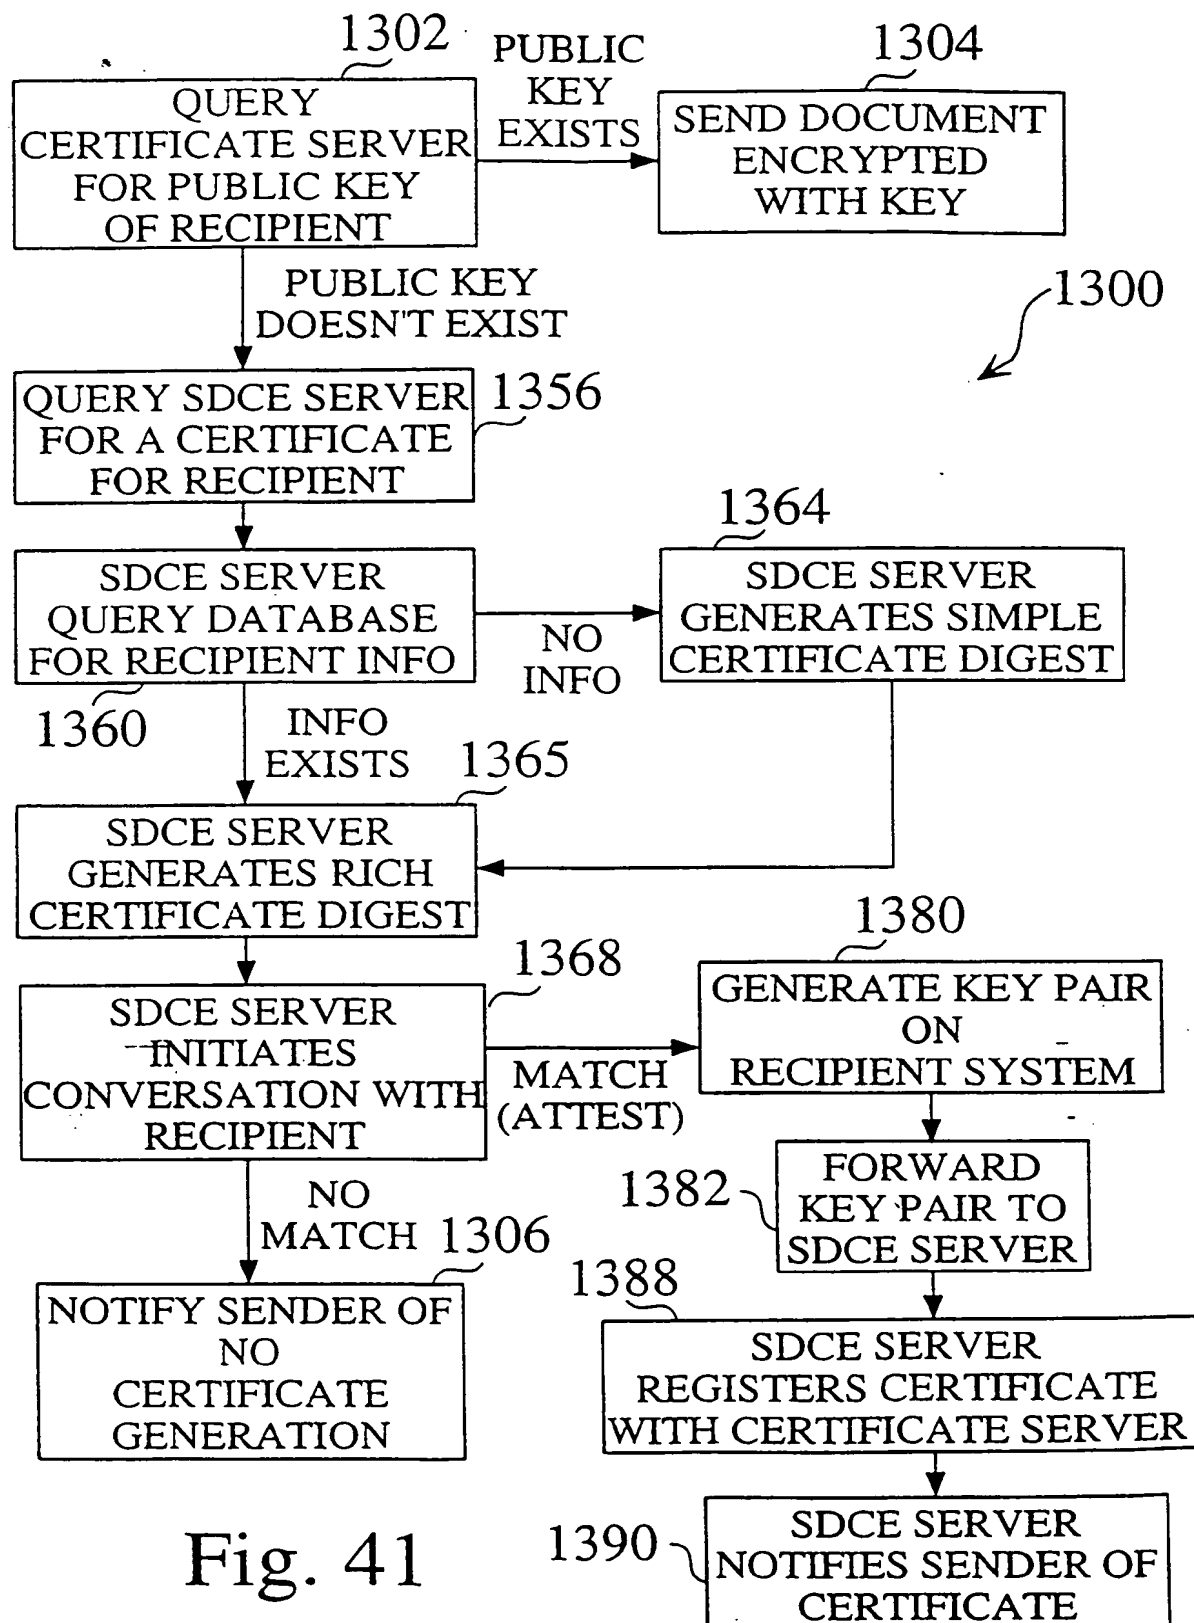 1302
QUERY
CERTIFICATE SERVER
FOR PUBLIC KEY
OF RECIPIENT
PUBLIC
KEY
EXISTS
1304
SEND DOCUMENT
ENCRYPTED
WITH KEY
PUBLIC KEY
DOESN'T EXIST
1300
QUERY SDCE SERVER
FOR A CERTIFICATE
FOR RECIPIENT
1356
SDCE SERVER
QUERY DATABASE
FOR RECIPIENT INFO
1360
NO
INFO
1364
SDCE SERVER
GENERATES SIMPLE
CERTIFICATE DIGEST
INFO
EXISTS
1365
SDCE SERVER
GENERATES RICH
CERTIFICATE DIGEST
1368
SDCE SERVER
INITIATES
CONVERSATION WITH
RECIPIENT
MATCH
(ATTEST)
1380
GENERATE KEY PAIR
ON
RECIPIENT SYSTEM
NO
MATCH
1306
NOTIFY SENDER OF
NO
CERTIFICATE
GENERATION
1382
FORWARD
KEY PAIR TO
SDCE SERVER
1388
SDCE SERVER
REGISTERS CERTIFICATE
WITH CERTIFICATE SERVER
1390
SDCE SERVER
NOTIFIES SENDER OF
CERTIFICATE
Fig. 41